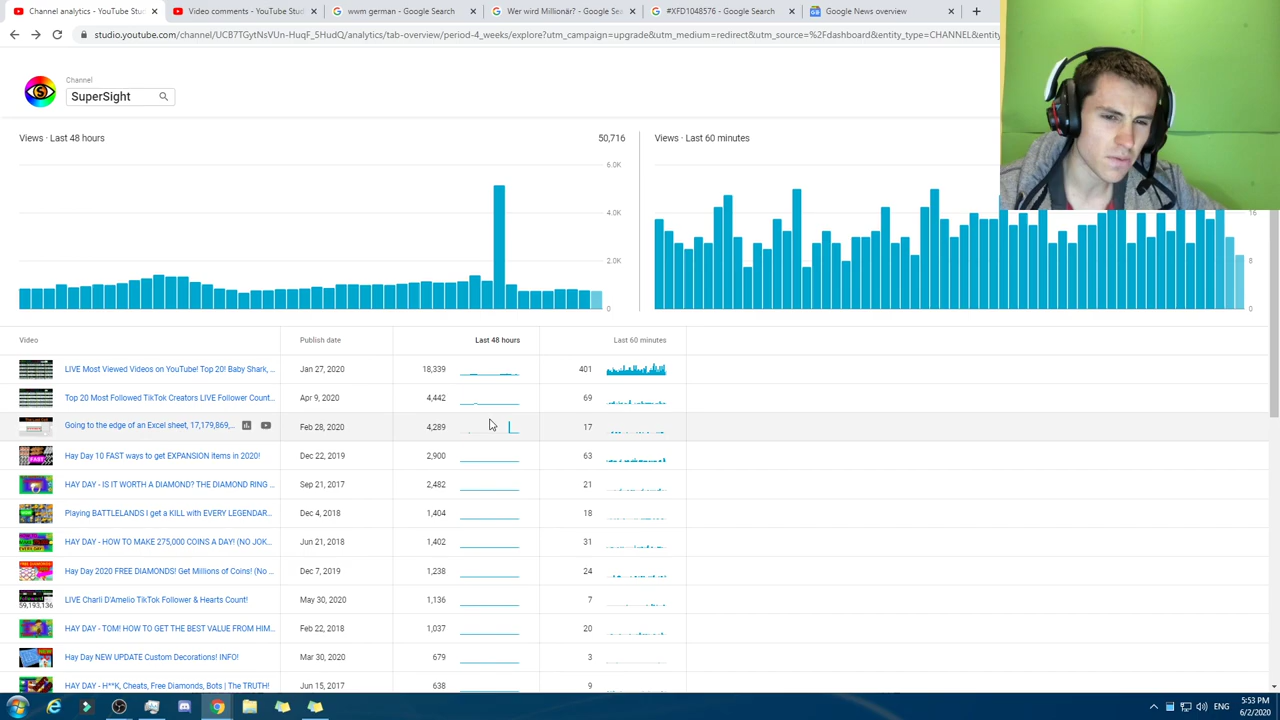 Channel analytics - YouTube Stud
Video comments - YouTube Studi
wwm german - Google Search
Wer wird Millionär? - Google Sea
#XFD1048576 - Google Search
Google News overview
studio.youtube.com/channel/UCB7TGytNsVUn-HujF_5HudQ/analytics/tab-overview/period-4_weeks/explore?utm_campaign=upgrade&utm_medium=redirect&utm_source=%2Fdashboard&entity_type=CHANNEL&entity
Channel
SuperSight
Views · Last 48 hours
50,716
Views · Last 60 minutes
6.0K
4.0K
2.0K
0
16
8
0
Video
Publish date
Last 48 hours
Last 60 minutes
LIVE Most Viewed Videos on YouTube! Top 20! Baby Shark, ...
Jan 27, 2020
18,339
401
Top 20 Most Followed TikTok Creators LIVE Follower Count...
Apr 9, 2020
4,442
69
Going to the edge of an Excel sheet, 17,179,869,...
Feb 28, 2020
4,289
17
Hay Day 10 FAST ways to get EXPANSION items in 2020!
Dec 22, 2019
2,900
63
HAY DAY - IS IT WORTH A DIAMOND? THE DIAMOND RING ...
Sep 21, 2017
2,482
21
Playing BATTLELANDS I get a KILL with EVERY LEGENDAR...
Dec 4, 2018
1,404
18
HAY DAY - HOW TO MAKE 275,000 COINS A DAY! (NO JOK...
Jun 21, 2018
1,402
31
Hay Day 2020 FREE DIAMONDS! Get Millions of Coins! (No ...
Dec 7, 2019
1,238
24
59,193,136
LIVE Charli D'Amelio TikTok Follower & Hearts Count!
May 30, 2020
1,136
7
HAY DAY - TOM! HOW TO GET THE BEST VALUE FROM HIM...
Feb 22, 2018
1,037
20
Hay Day NEW UPDATE Custom Decorations! INFO!
Mar 30, 2020
679
3
HAY DAY - H**K, Cheats, Free Diamonds, Bots | The TRUTH!
Jun 15, 2017
638
9
ENG
5:53 PM
6/2/2020